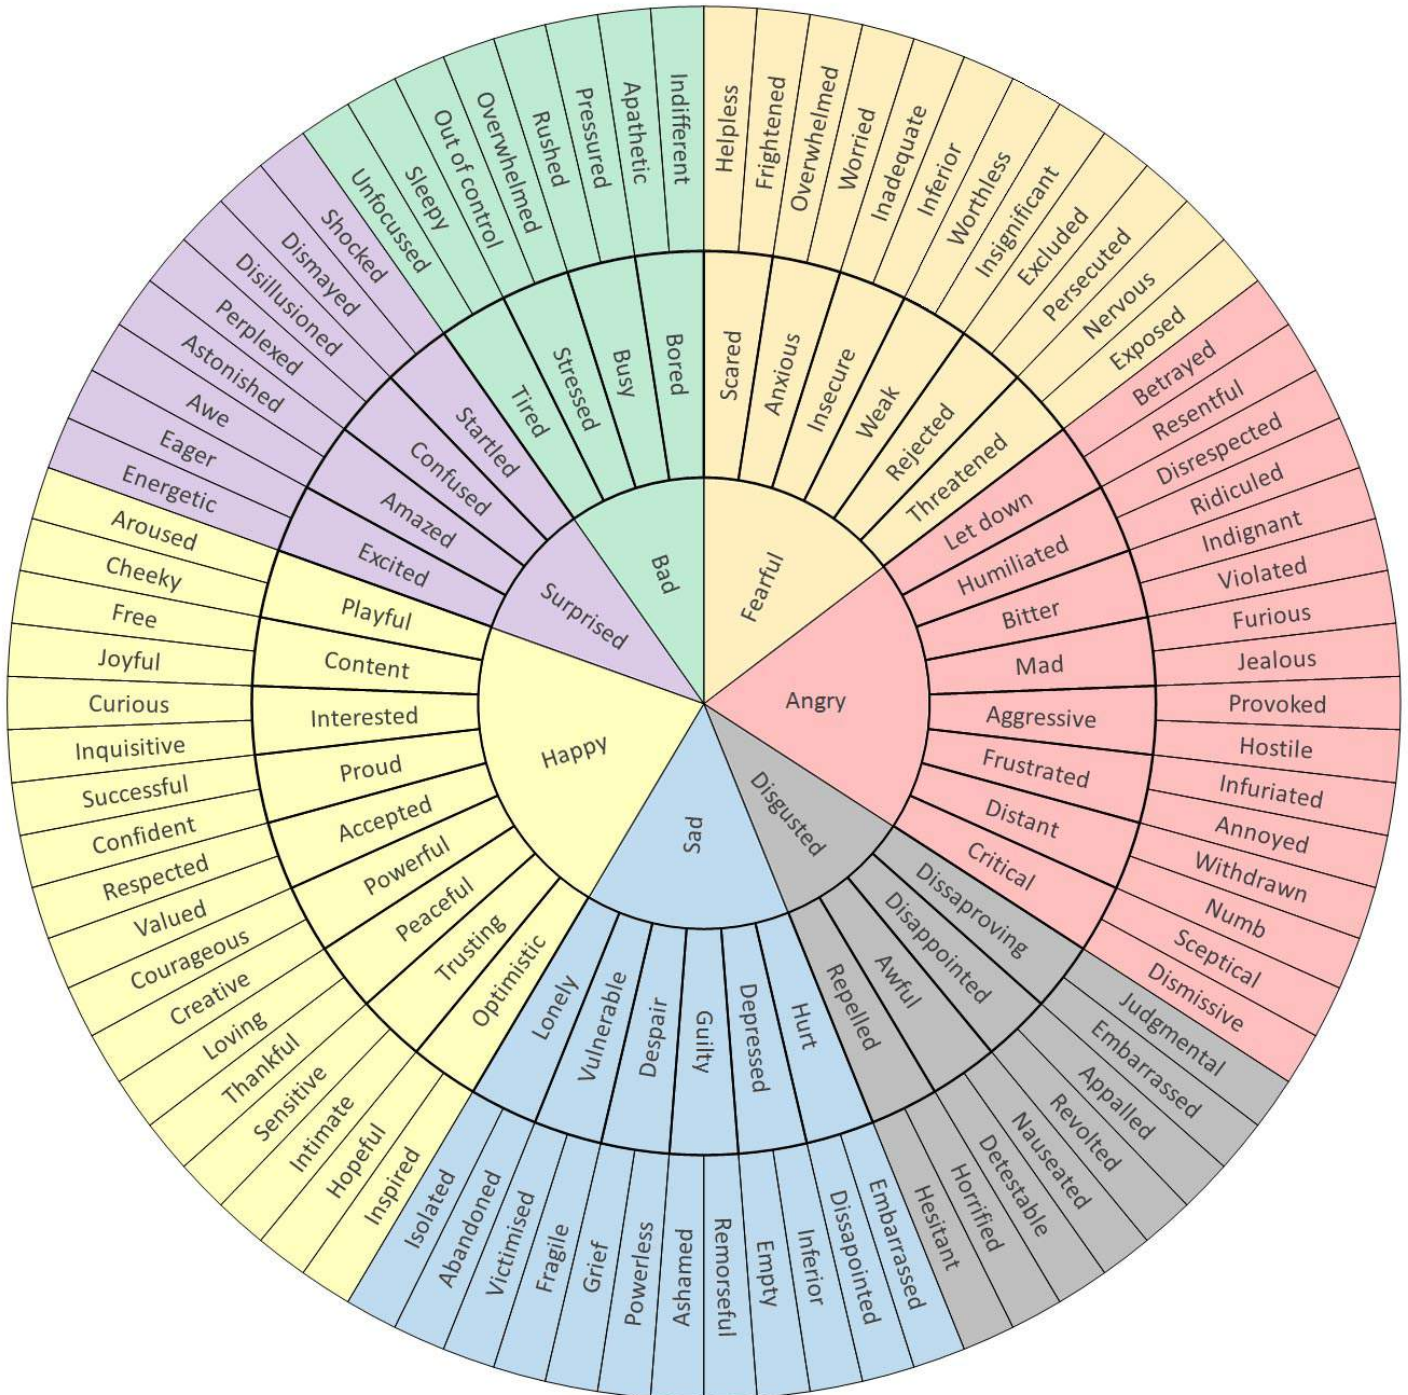 Fearful
Scared
Helpless
Frightened
Anxious
Overwhelmed
Worried
Insecure
Inadequate
Inferior
Weak
Worthless
Insignificant
Rejected
Excluded
Persecuted
Threatened
Nervous
Exposed
Angry
Let down
Betrayed
Resentful
Humiliated
Disrespected
Ridiculed
Bitter
Indignant
Violated
Mad
Furious
Jealous
Aggressive
Provoked
Hostile
Frustrated
Infuriated
Annoyed
Distant
Withdrawn
Numb
Critical
Sceptical
Dismissive
Disgusted
Dissaproving
Judgmental
Embarrassed
Disappointed
Appalled
Revolted
Awful
Nauseated
Detestable
Repelled
Horrified
Hesitant
Sad
Hurt
Embarrassed
Dissapointed
Depressed
Inferior
Empty
Guilty
Remorseful
Ashamed
Despair
Powerless
Grief
Vulnerable
Fragile
Victimised
Lonely
Abandoned
Isolated
Happy
Optimistic
Inspired
Hopeful
Trusting
Intimate
Sensitive
Peaceful
Thankful
Loving
Powerful
Creative
Courageous
Accepted
Valued
Respected
Proud
Confident
Successful
Interested
Inquisitive
Curious
Content
Joyful
Free
Playful
Cheeky
Aroused
Surprised
Excited
Energetic
Eager
Amazed
Awe
Astonished
Confused
Perplexed
Disillusioned
Startled
Dismayed
Shocked
Bad
Tired
Unfocussed
Sleepy
Stressed
Out of control
Overwhelmed
Busy
Rushed
Pressured
Bored
Apathetic
Indifferent